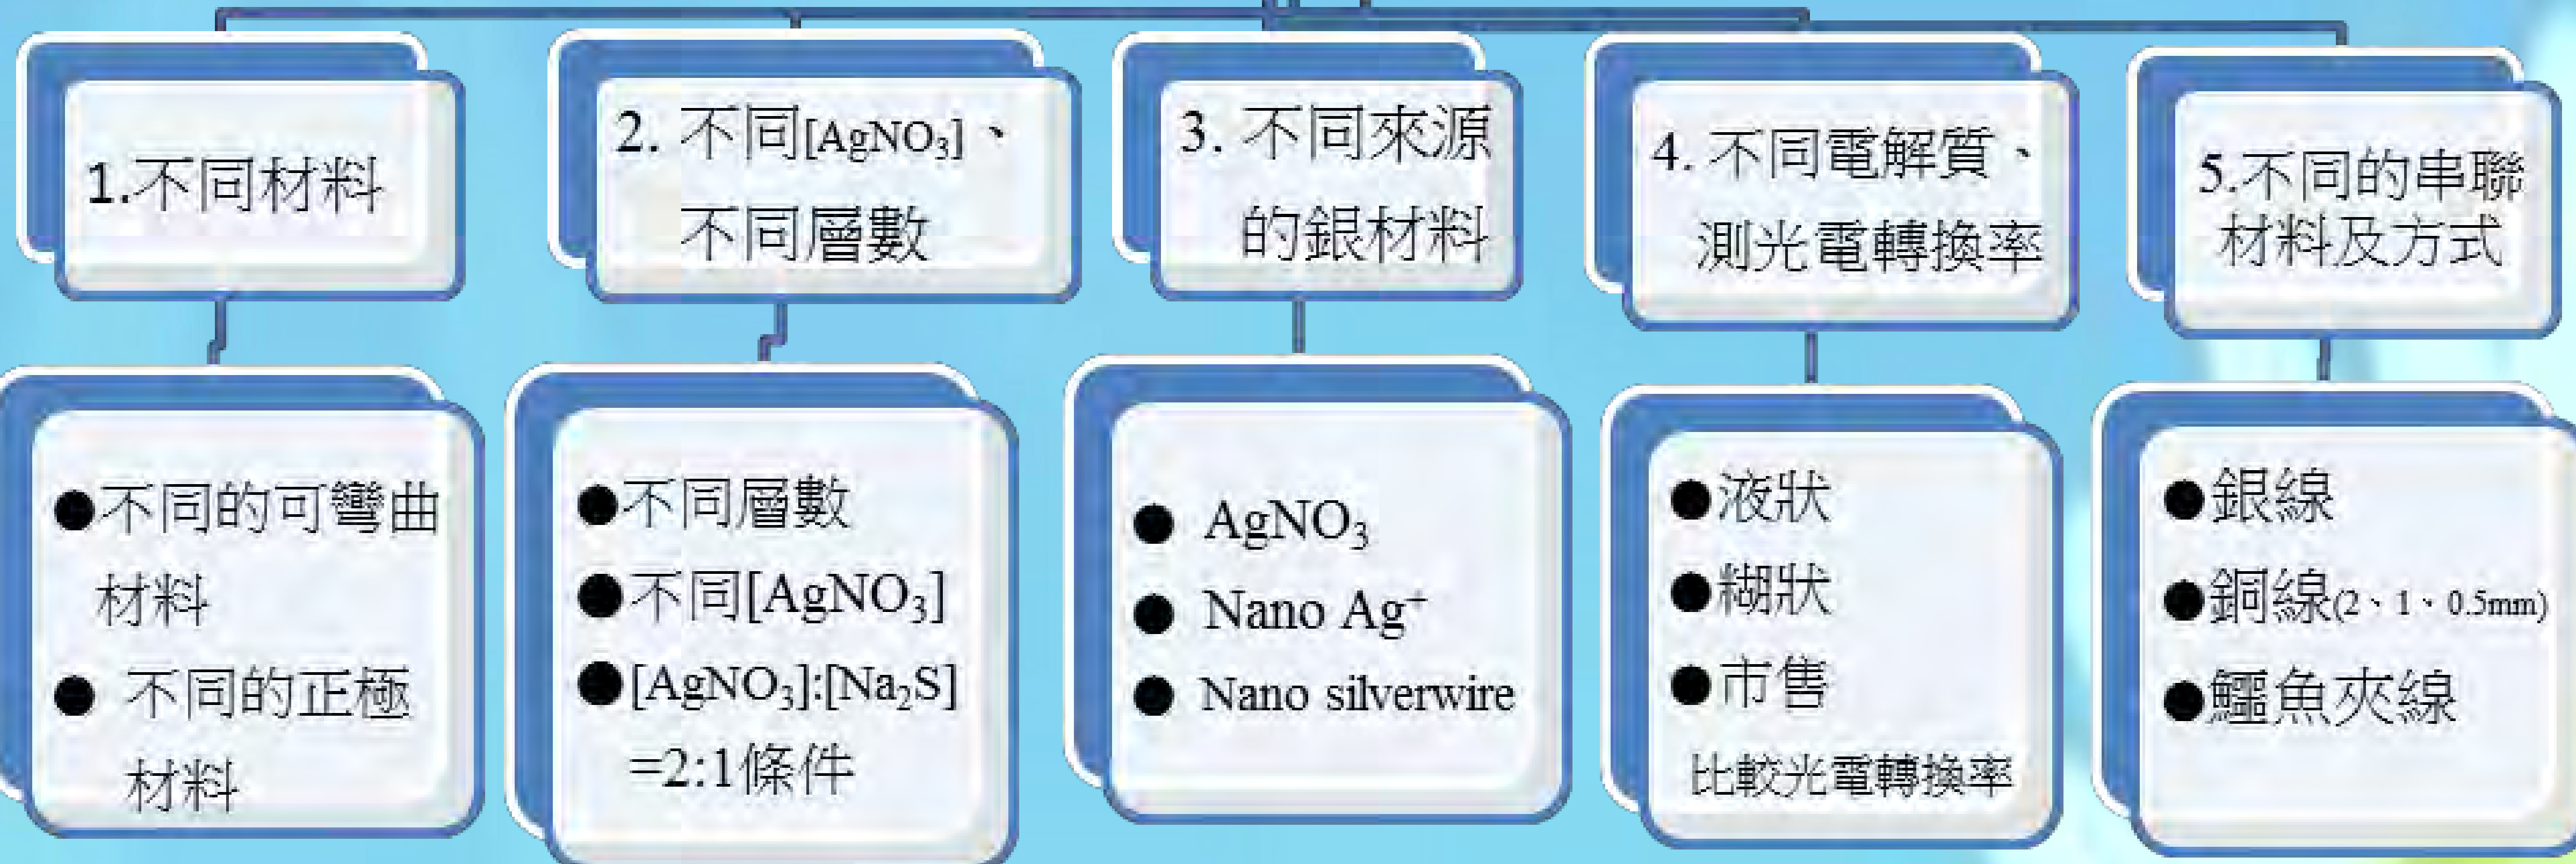 1.不同材料
2. 不同[AgNO₃]、
不同層數
3. 不同來源
的銀材料
4. 不同電解質、
測光電轉換率
5.不同的串聯
材料及方式
●不同的可彎曲
材料
● 不同的正極
材料
●不同層數
●不同[AgNO₃]
●[AgNO₃]:[Na₂S]
=2:1條件
● AgNO₃
● Nano Ag⁺
● Nano silverwire
●液狀
●糊狀
●市售
比較光電轉換率
●銀線
●銅線(2、1、0.5mm)
●鱷魚夾線